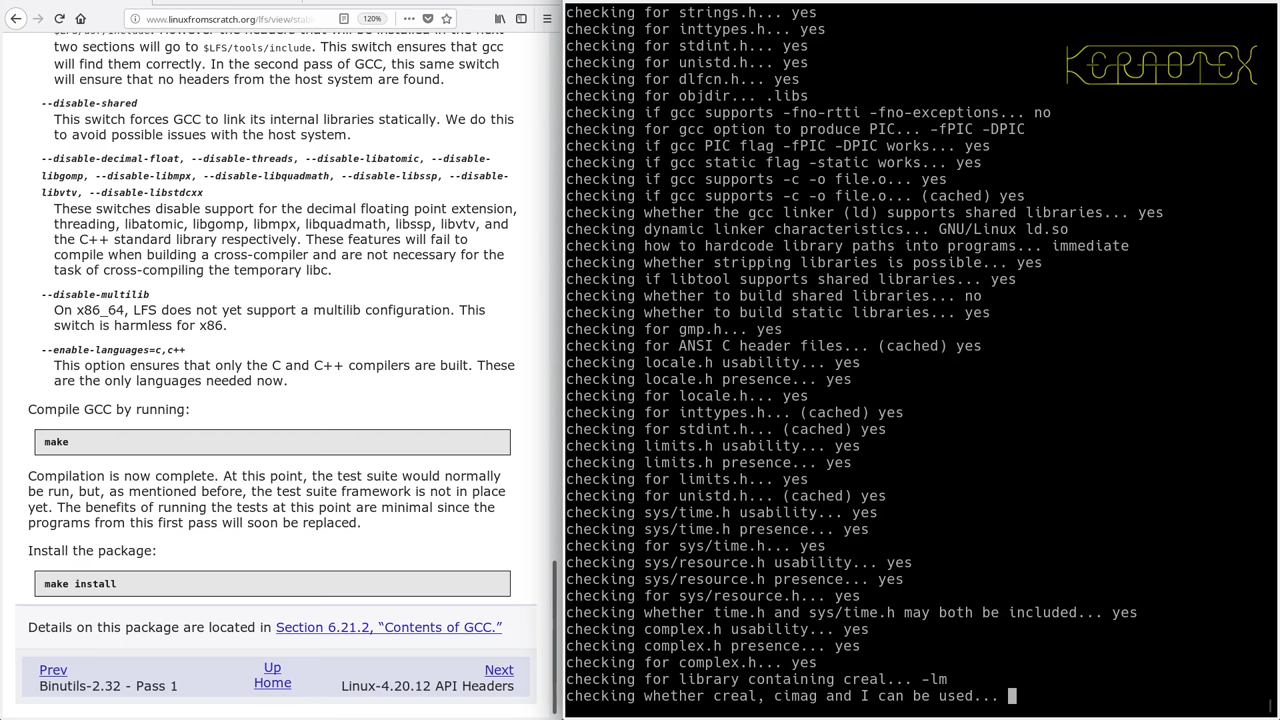 www.linuxfromscratch.org/lfs/view/stab
120%
two sections will go to $LFS/tools/include. This switch ensures that gcc
will find them correctly. In the second pass of GCC, this same switch
will ensure that no headers from the host system are found.
--disable-shared
This switch forces GCC to link its internal libraries statically. We do this
to avoid possible issues with the host system.
--disable-decimal-float, --disable-threads, --disable-libatomic, --disable-
libgomp, --disable-libmpx, --disable-libquadmath, --disable-libssp, --disable-
libvtv, --disable-libstdcxx
These switches disable support for the decimal floating point extension,
threading, libatomic, libgomp, libmpx, libquadmath, libssp, libvtv, and
the C++ standard library respectively. These features will fail to
compile when building a cross-compiler and are not necessary for the
task of cross-compiling the temporary libc.
--disable-multilib
On x86_64, LFS does not yet support a multilib configuration. This
switch is harmless for x86.
--enable-languages=c,c++
This option ensures that only the C and C++ compilers are built. These
are the only languages needed now.
Compile GCC by running:
make
Compilation is now complete. At this point, the test suite would normally
be run, but, as mentioned before, the test suite framework is not in place
yet. The benefits of running the tests at this point are minimal since the
programs from this first pass will soon be replaced.
Install the package:
make install
Details on this package are located in Section 6.21.2, “Contents of GCC.”
Prev
Binutils-2.32 - Pass 1
Up
Home
Next
Linux-4.20.12 API Headers
checking for strings.h... yes
checking for inttypes.h... yes
checking for stdint.h... yes
checking for unistd.h... yes
checking for dlfcn.h... yes
checking for objdir... .libs
checking if gcc supports -fno-rtti -fno-exceptions... no
checking for gcc option to produce PIC... -fPIC -DPIC
checking if gcc PIC flag -fPIC -DPIC works... yes
checking if gcc static flag -static works... yes
checking if gcc supports -c -o file.o... yes
checking if gcc supports -c -o file.o... (cached) yes
checking whether the gcc linker (ld) supports shared libraries... yes
checking dynamic linker characteristics... GNU/Linux ld.so
checking how to hardcode library paths into programs... immediate
checking whether stripping libraries is possible... yes
checking if libtool supports shared libraries... yes
checking whether to build shared libraries... no
checking whether to build static libraries... yes
checking for gmp.h... yes
checking for ANSI C header files... (cached) yes
checking locale.h usability... yes
checking locale.h presence... yes
checking for locale.h... yes
checking for inttypes.h... (cached) yes
checking for stdint.h... (cached) yes
checking limits.h usability... yes
checking limits.h presence... yes
checking for limits.h... yes
checking for unistd.h... (cached) yes
checking sys/time.h usability... yes
checking sys/time.h presence... yes
checking for sys/time.h... yes
checking sys/resource.h usability... yes
checking sys/resource.h presence... yes
checking for sys/resource.h... yes
checking whether time.h and sys/time.h may both be included... yes
checking complex.h usability... yes
checking complex.h presence... yes
checking for complex.h... yes
checking for library containing creal... -lm
checking whether creal, cimag and I can be used...
KERNOTEX